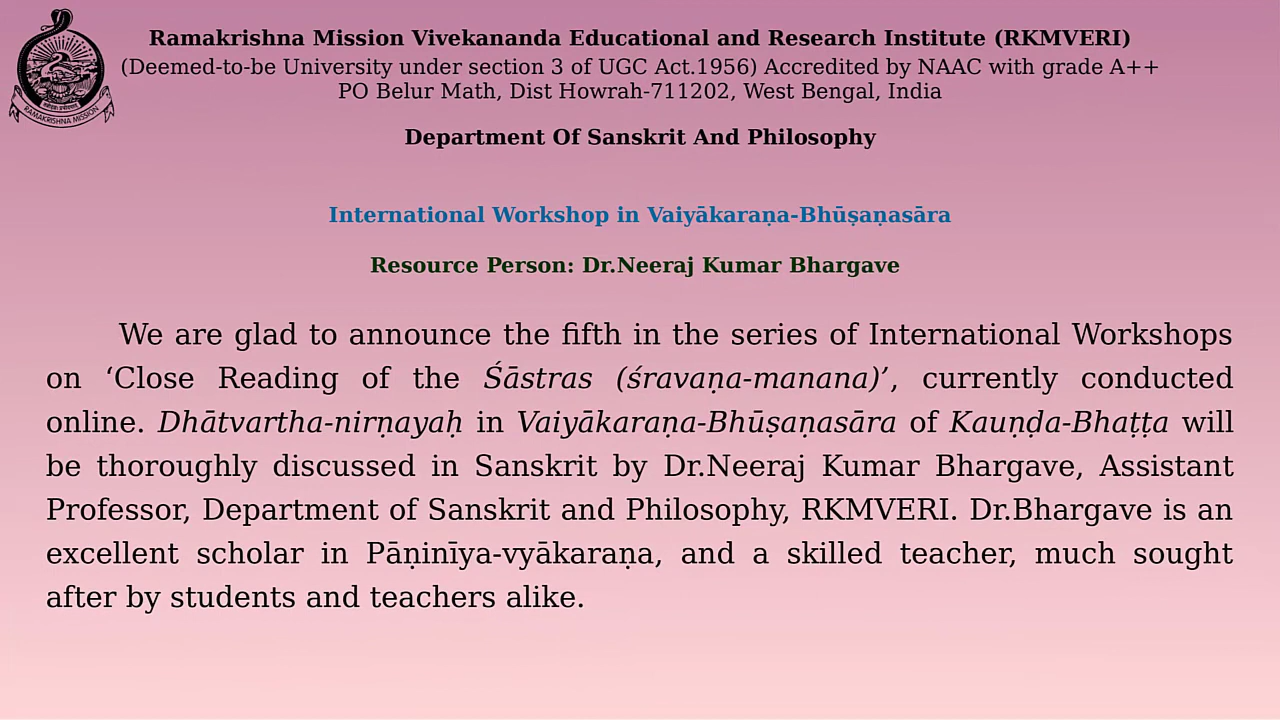 Ramakrishna Mission Vivekananda Educational and Research Institute (RKMVERI)
(Deemed-to-be University under section 3 of UGC Act.1956) Accredited by NAAC with grade A++
PO Belur Math, Dist Howrah-711202, West Bengal, India
RAMAKRISHNA MISSION
Department Of Sanskrit And Philosophy
International Workshop in Vaiyākaraṇa-Bhūṣaṇasāra
Resource Person: Dr.Neeraj Kumar Bhargave
We are glad to announce the fifth in the series of International Workshops
on ‘Close Reading of the Śāstras (śravaṇa-manana)’, currently conducted
online. Dhātvartha-nirṇayaḥ in Vaiyākaraṇa-Bhūṣaṇasāra of Kauṇḍa-Bhaṭṭa will
be thoroughly discussed in Sanskrit by Dr.Neeraj Kumar Bhargave, Assistant
Professor, Department of Sanskrit and Philosophy, RKMVERI. Dr.Bhargave is an
excellent scholar in Pāṇinīya-vyākaraṇa, and a skilled teacher, much sought
after by students and teachers alike.